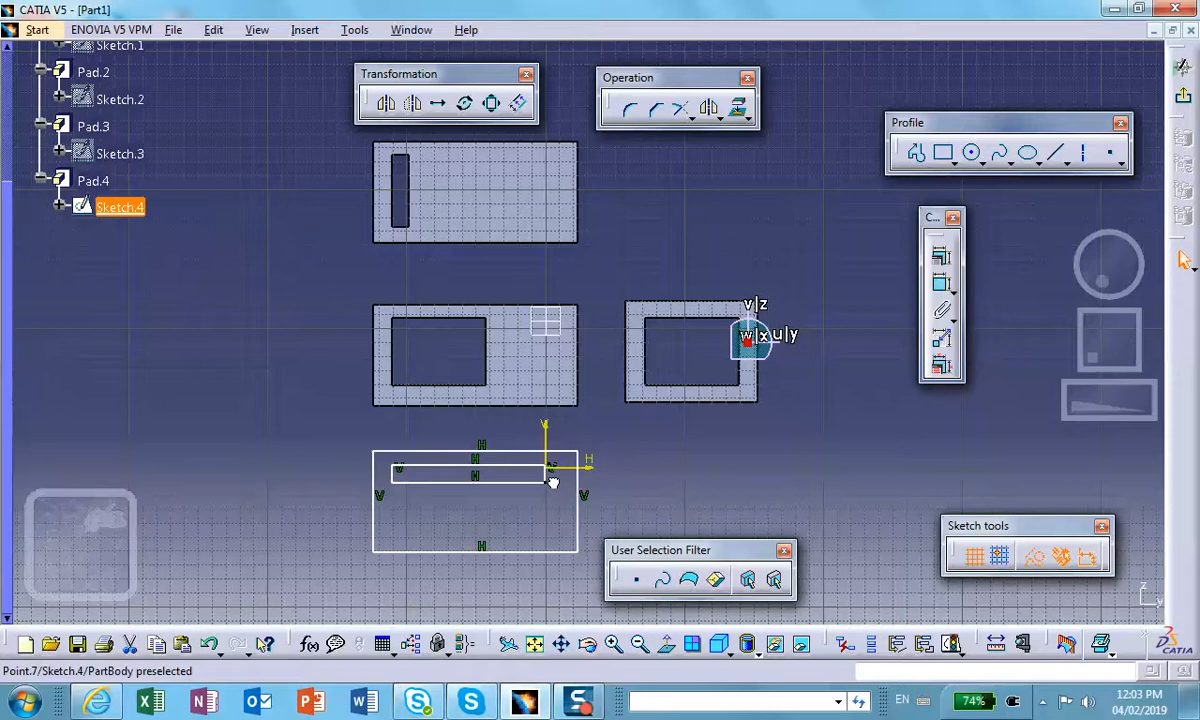 CATIA V5 - [Part1]
Start ENOVIA V5 VPM File Edit View Insert Tools Window Help
Sketch.1
Pad.2
Sketch.2
Pad.3
Sketch.3
Pad.4
Sketch.4
Transformation
Operation
Profile
C...
v|z
w|x u|y
V
H
H
H
H
V
V
V
H
Sketch tools
User Selection Filter
z
y
f(x)
CATIA
Point.7/Sketch.4/PartBody preselected
EN
74%
12:03 PM
04/02/2019